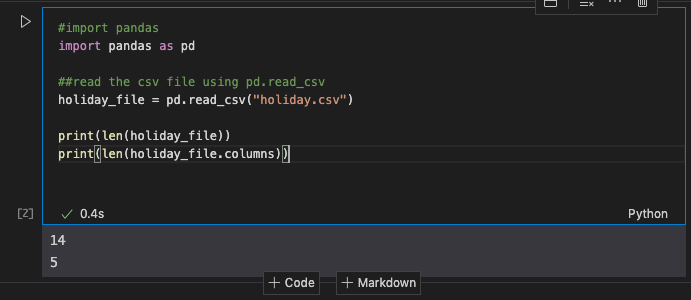 #import pandas
import pandas as pd
##read the csv file using pd.read_csv
holiday_file = pd.read_csv("holiday.csv")
print(len(holiday_file))
print(len(holiday_file.columns))
[2]
0.4s
Python
14
5
+ Code
+ Markdown